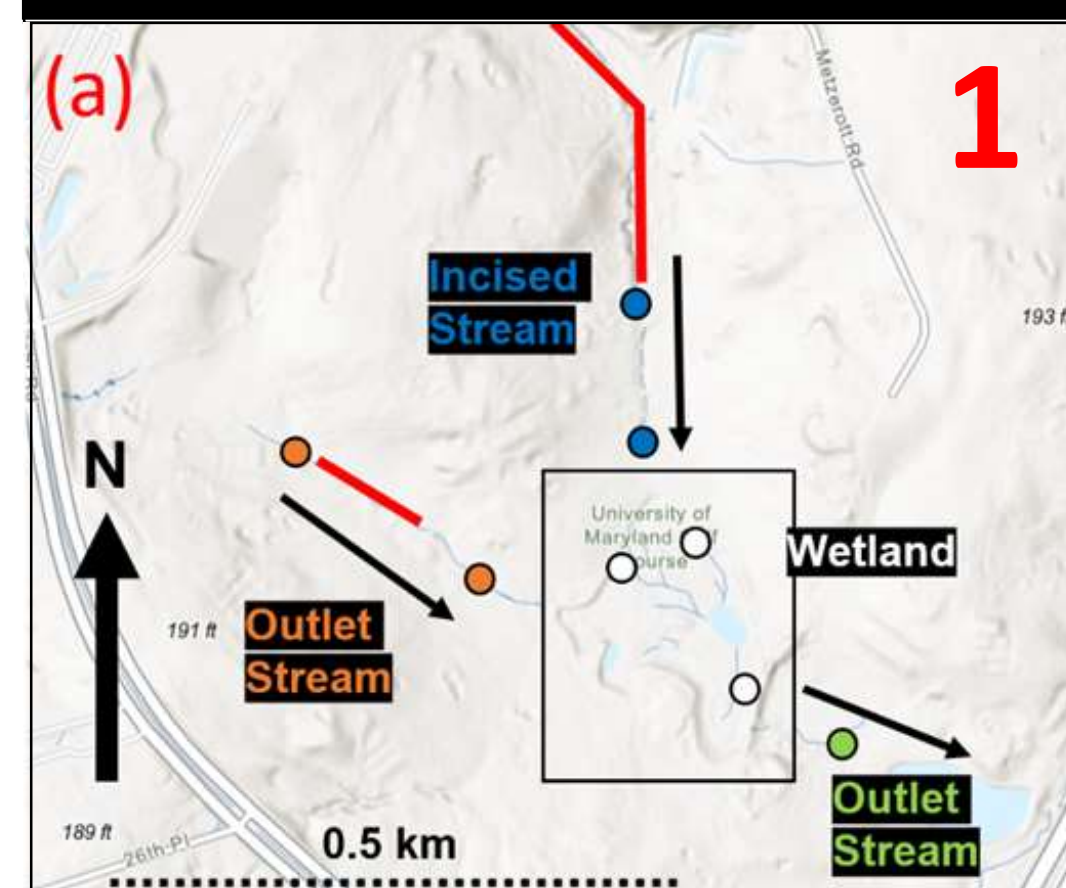 (a)
1
Metzerott Rd
Incised
Stream
193 f
N
University of
Maryland
ourse
Wetland
191 ft
Outlet
Stream
Outlet
Stream
189 ft
26th Pl
0.5 km